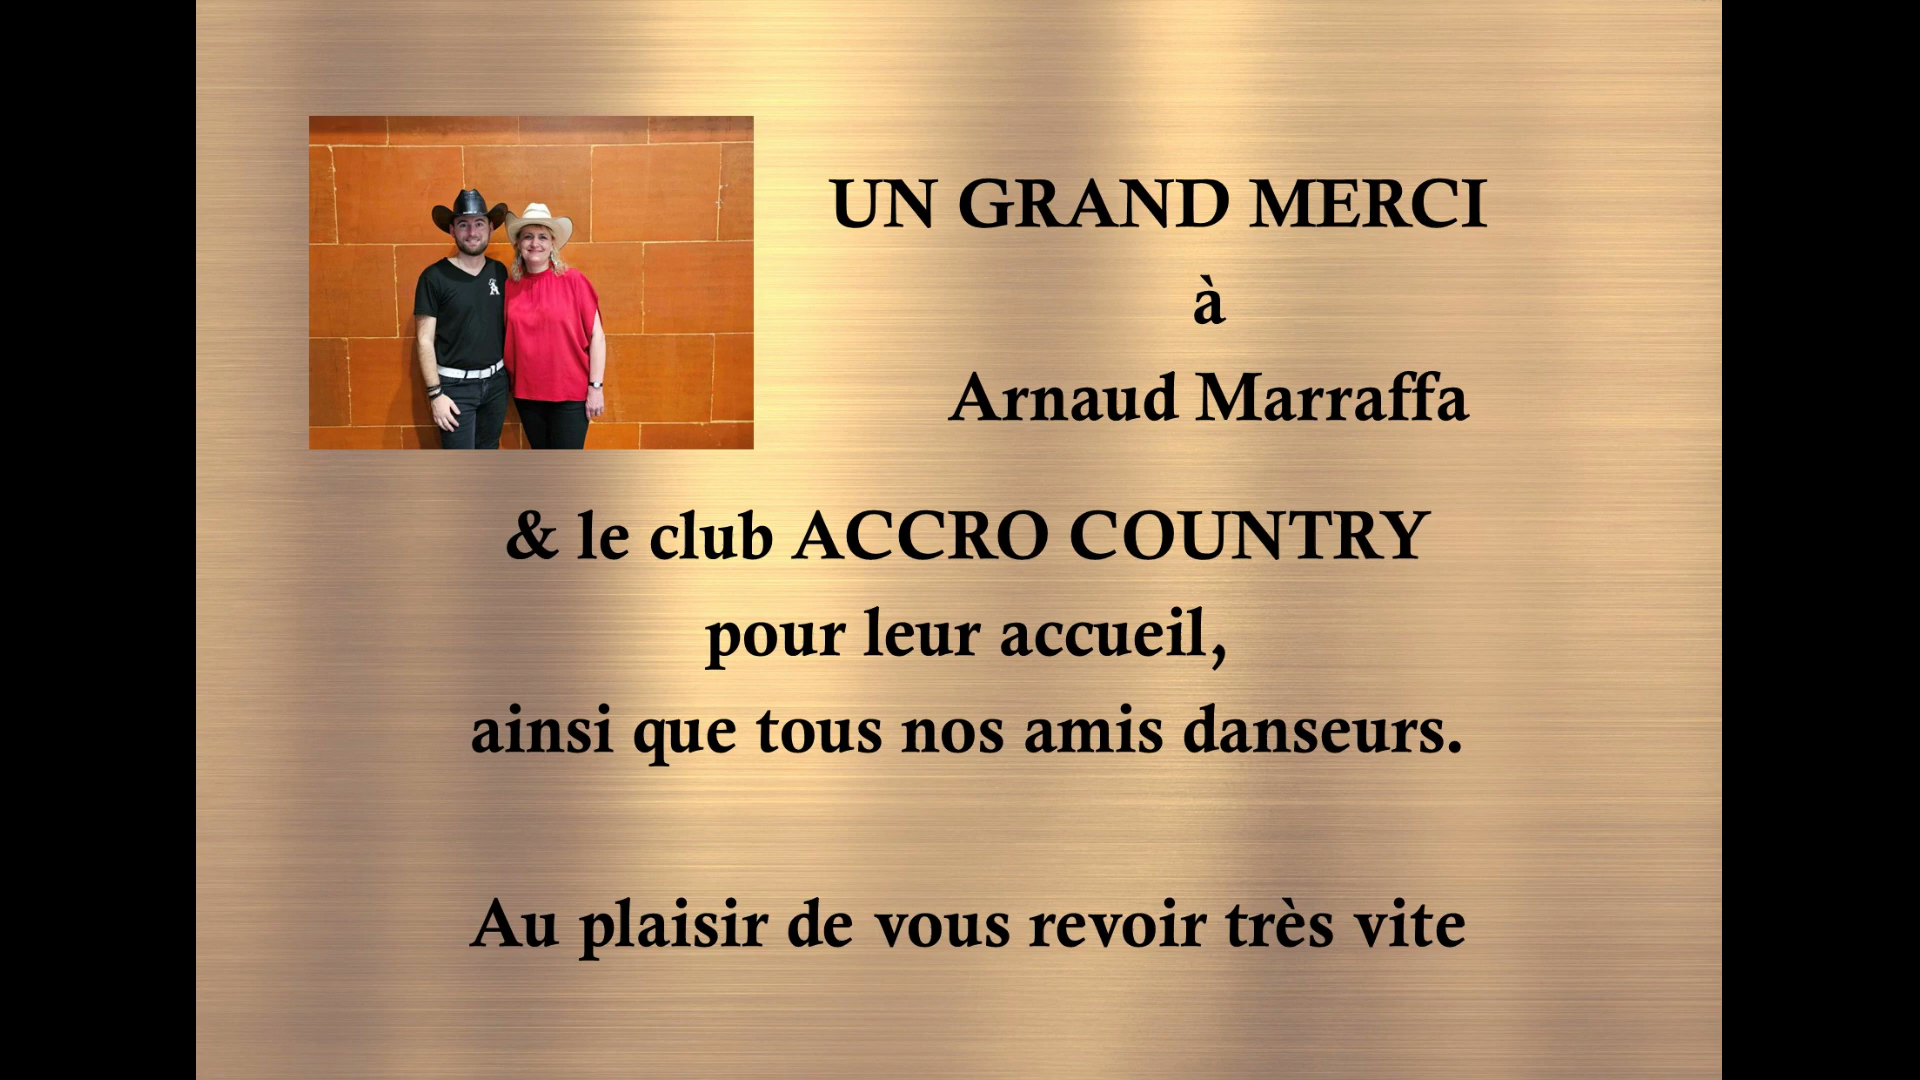 UN GRAND MERCI
à
Arnaud Marraffa
& le club ACCRO COUNTRY
pour leur accueil,
ainsi que tous nos amis danseurs.
Au plaisir de vous revoir très vite